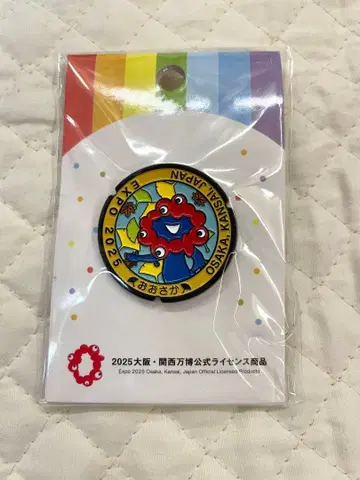 EXPO 2025
OSAKA, KANSAI, JAPAN
おおさか
2025大阪・関西万博公式ライセンス商品
Expo 2025 Osaka, Kansai, Japan Official Licensed Products